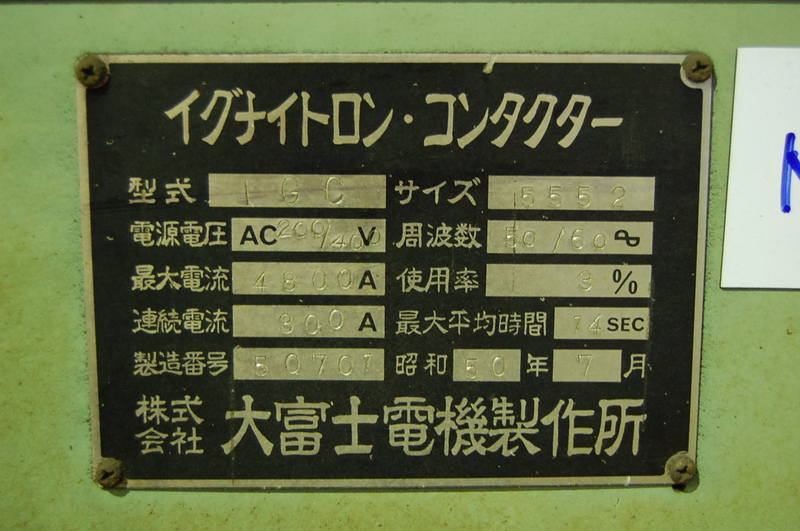 イグナイトロン・コンタクター
型式 IGC サイズ 5552
電源電圧 AC 200/400 V 周波数 50/60
最大電流 4800 A 使用率 3 %
連続電流 300 A 最大平均時間 14 SEC
製造番号 50701 昭和 50 年 7 月
株式会社 大富士電機製作所